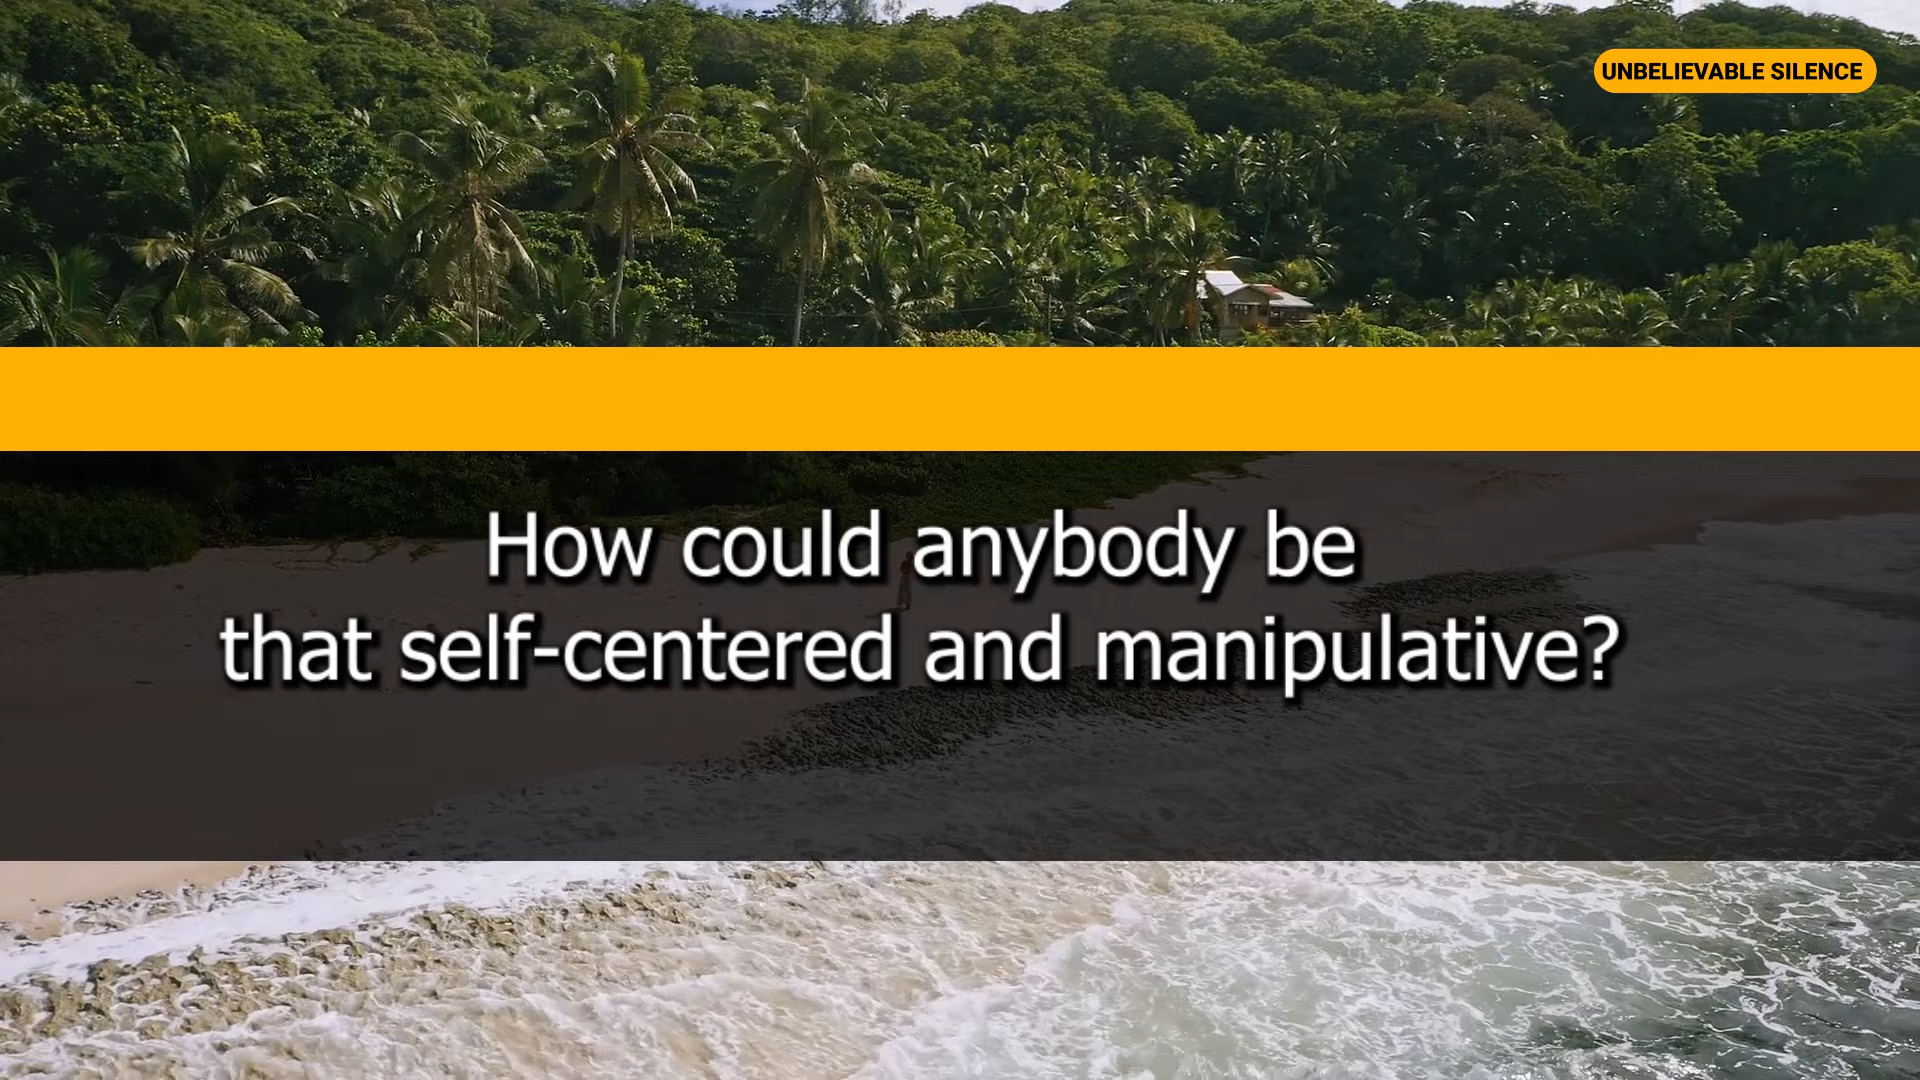 UNBELIEVABLE SILENCE
How could anybody be
that self-centered and manipulative?